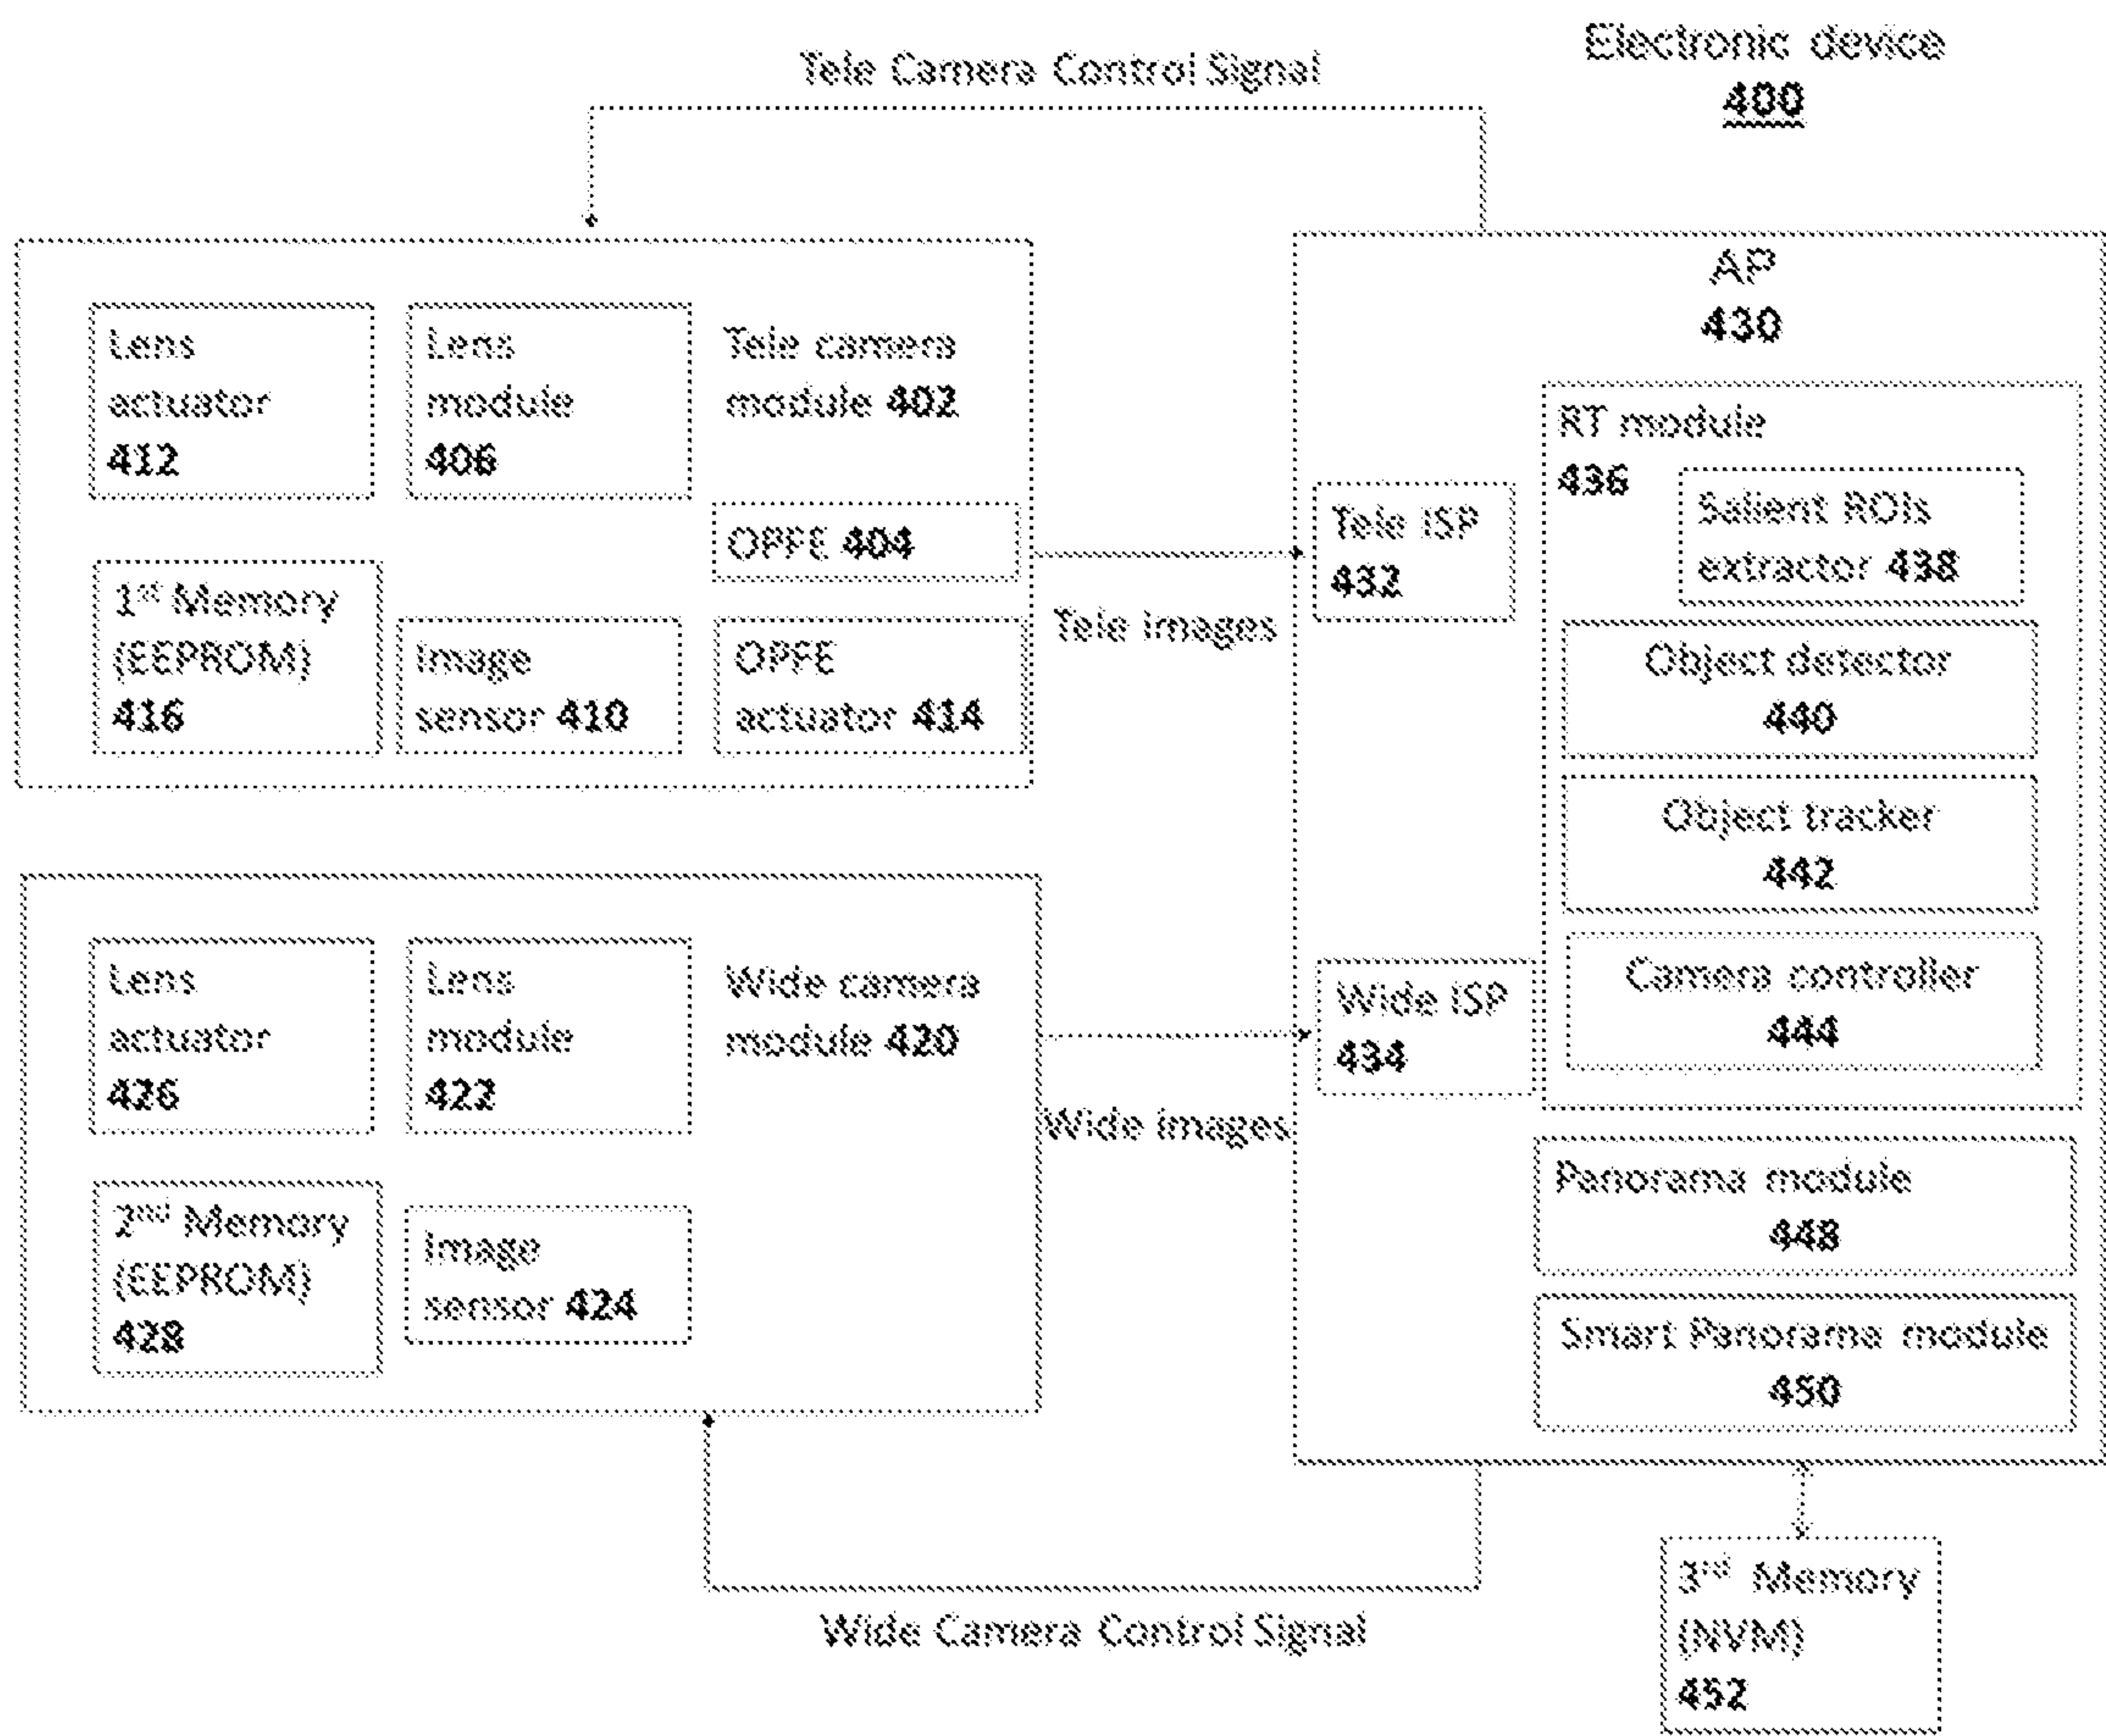 Electronic device
400
Tele Camera Control Signal
Lens
actuator
412
Lens
module
406
Tele camera
module 402
OPFE 404
1st Memory
(EEPROM)
416
Image
sensor 410
OPFE
actuator 414
Tele images
AP
430
Tele ISP
432
RT module
436
Salient ROIs
extractor 438
Object detector
440
Object tracker
442
Camera controller
444
Lens
actuator
426
Lens
module
422
Wide camera
module 420
2nd Memory
(EEPROM)
428
Image
sensor 424
Wide images
Wide ISP
434
Panorama module
448
Smart Panorama module
450
Wide Camera Control Signal
3rd Memory
(NVM)
452